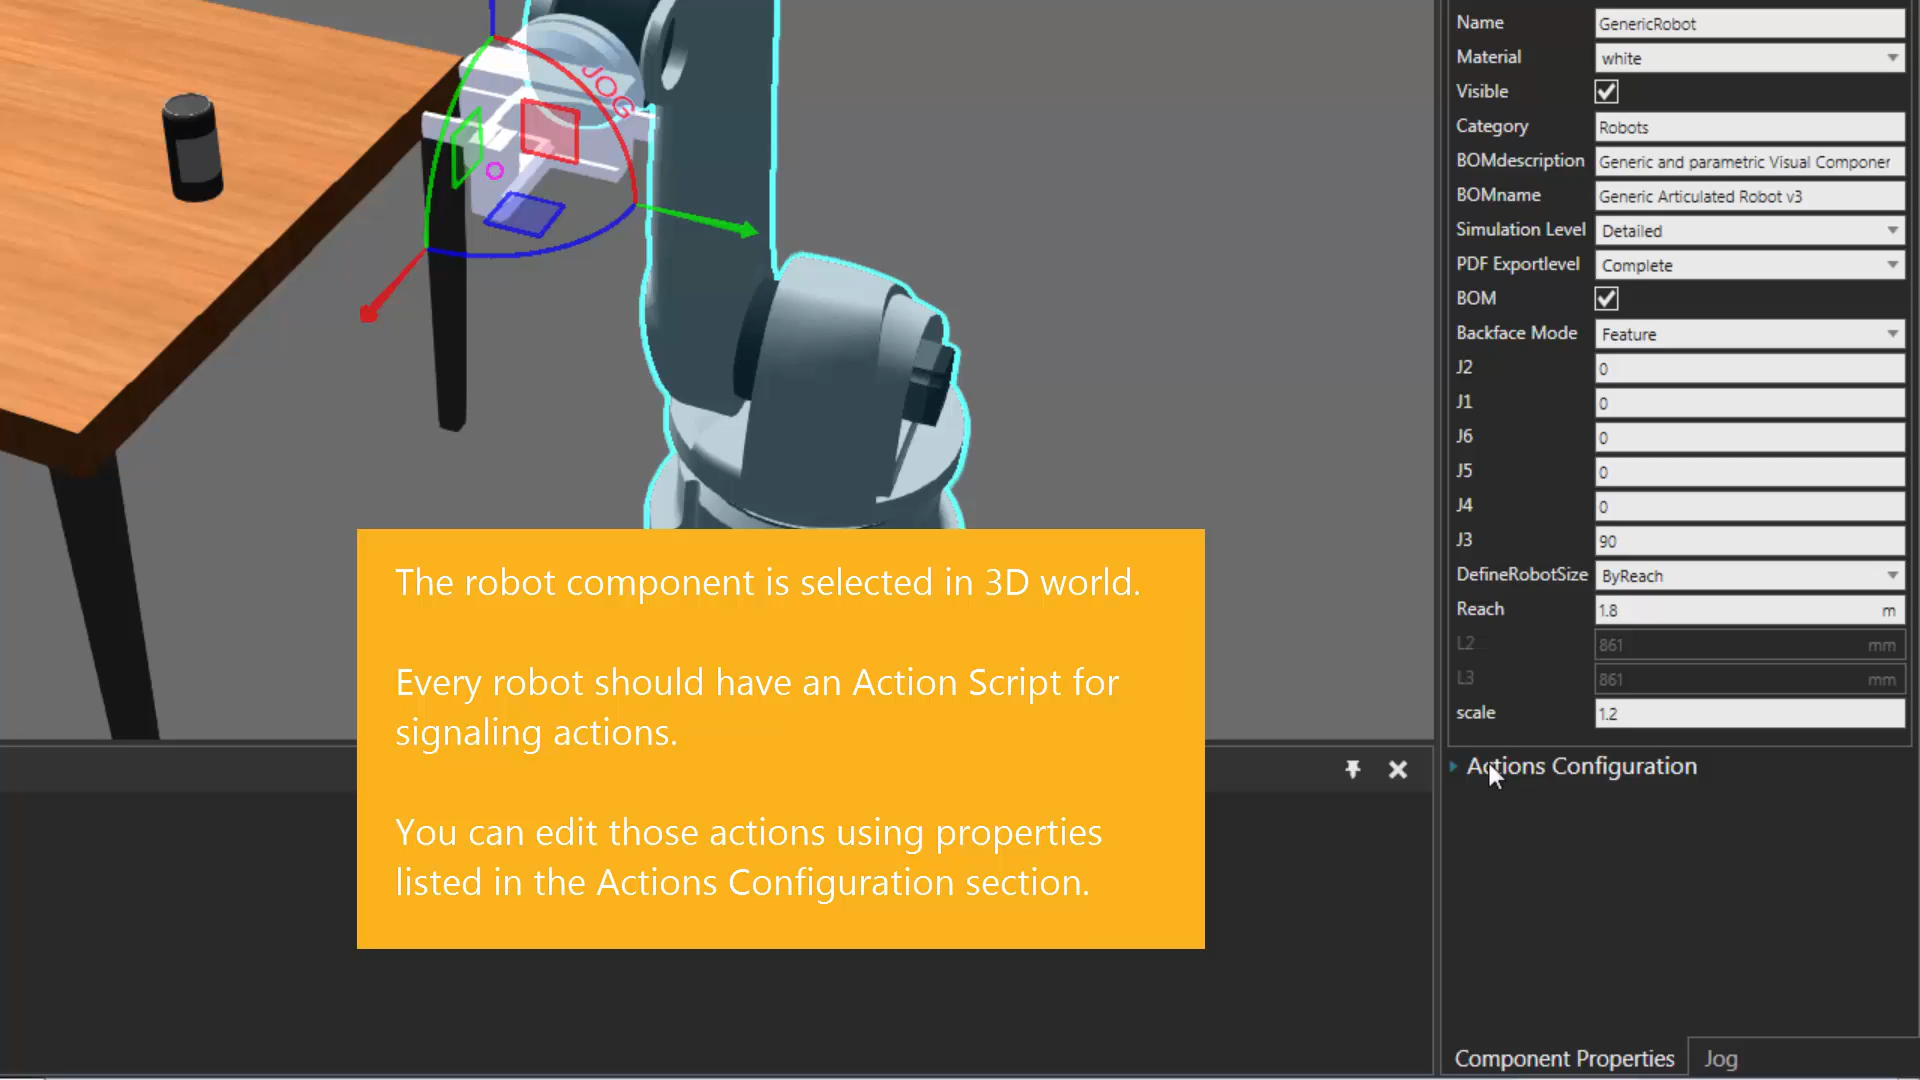 JOG
Name GenericRobot
Material white
Visible
Category Robots
BOMdescription Generic and parametric Visual Componer
BOMname Generic Articulated Robot v3
Simulation Level Detailed
PDF Exportlevel Complete
BOM
Backface Mode Feature
J2 0
J1 0
J6 0
J5 0
J4 0
J3 90
DefineRobotSize ByReach
Reach 1.8 m
L2 861 mm
L3 861 mm
scale 1.2
Actions Configuration
The robot component is selected in 3D world.
Every robot should have an Action Script for
signaling actions.
You can edit those actions using properties
listed in the Actions Configuration section.
Component Properties Jog